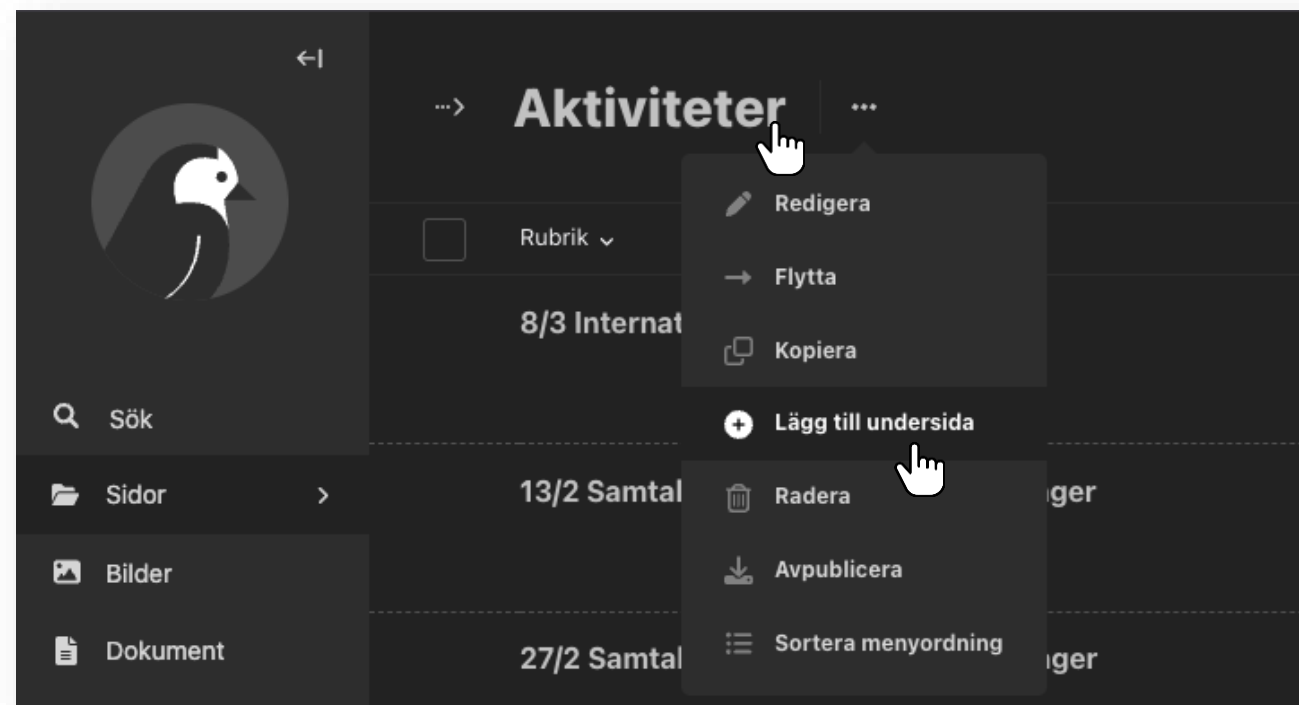 Aktiviteter
Redigera
Rubrik
Flytta
8/3 Internat
Kopiera
Sök
Lägg till undersida
Sidor
13/2 Samtal
Radera
ger
Bilder
Avpublicera
Dokument
27/2 Samtal
Sortera menyordning
ger